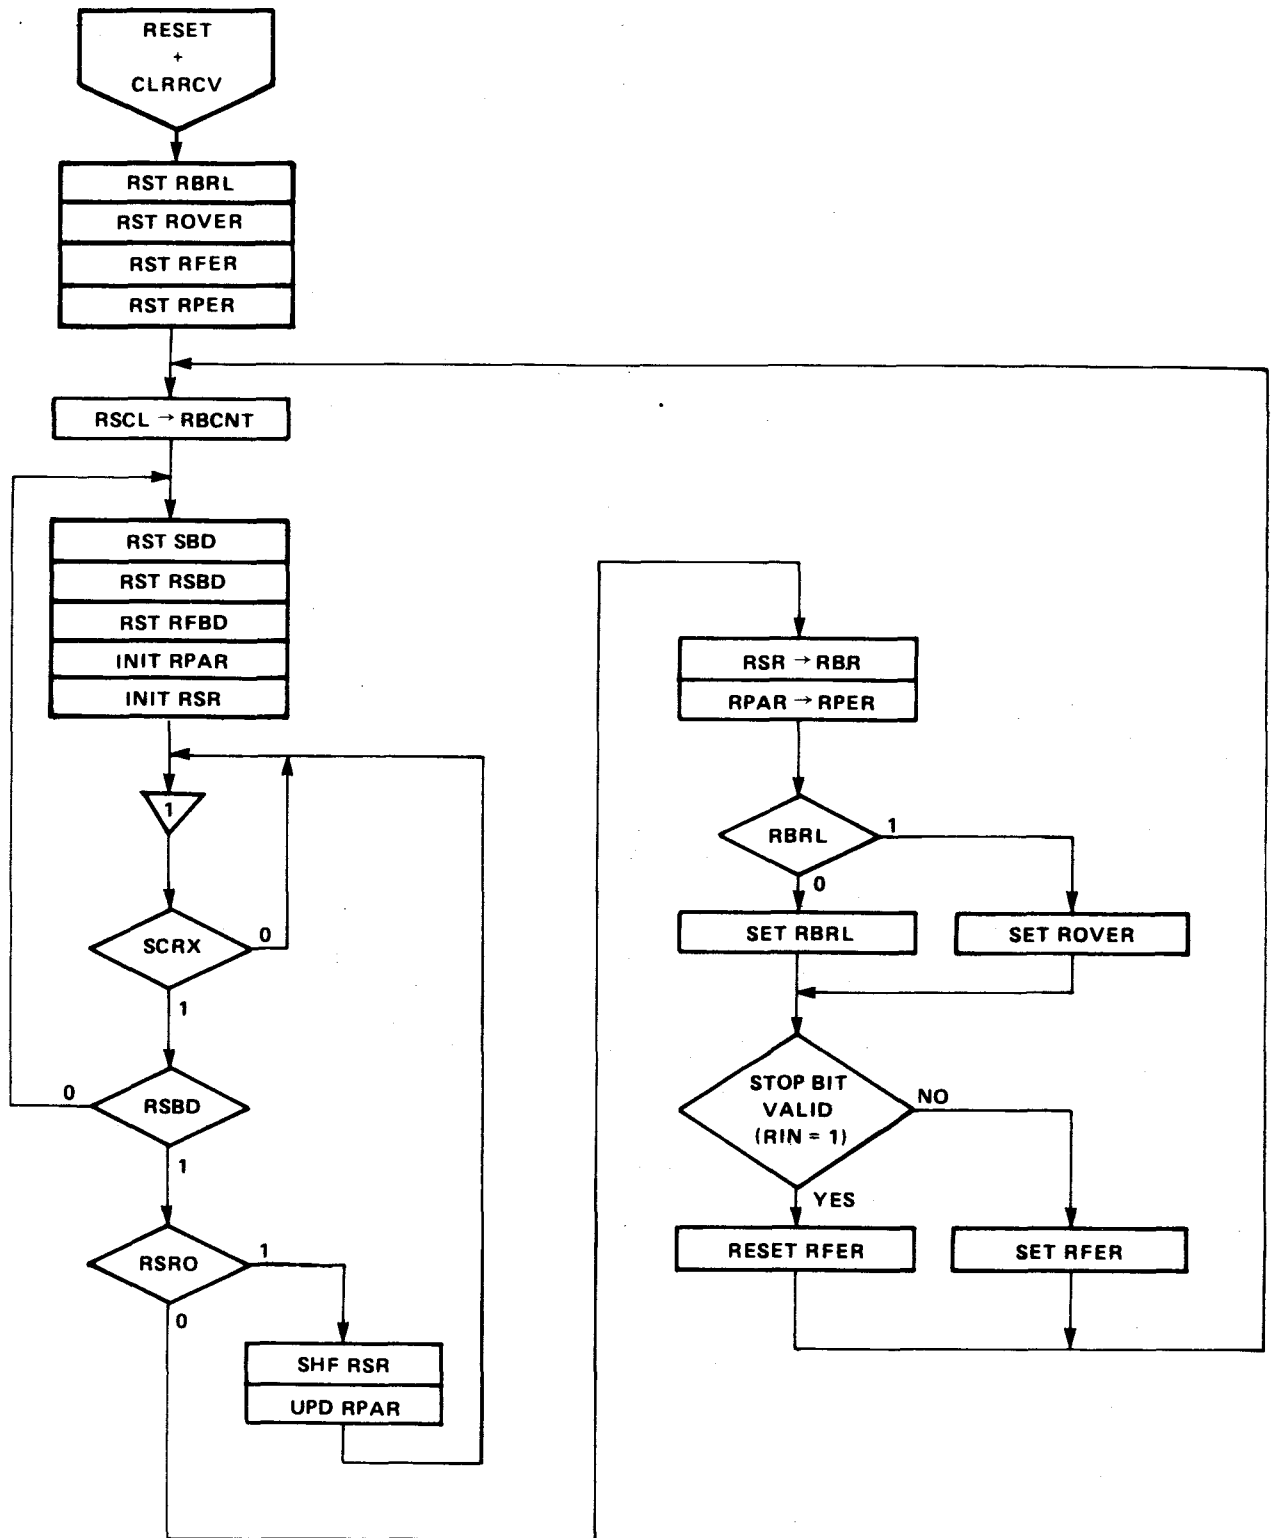 RESET
+
CLRRCV
RST RBRL
RST ROVER
RST RFER
RST RPER
RSCL → RBCNT
RST SBD
RST RSBD
RST RFBD
INIT RPAR
INIT RSR
1
SCRX
0
1
RSBD
0
1
RSRO
1
0
SHF RSR
UPD RPAR
RSR → RBR
RPAR → RPER
RBRL
1
0
SET RBRL
SET ROVER
STOP BIT
VALID
(RIN = 1)
NO
YES
RESET RFER
SET RFER